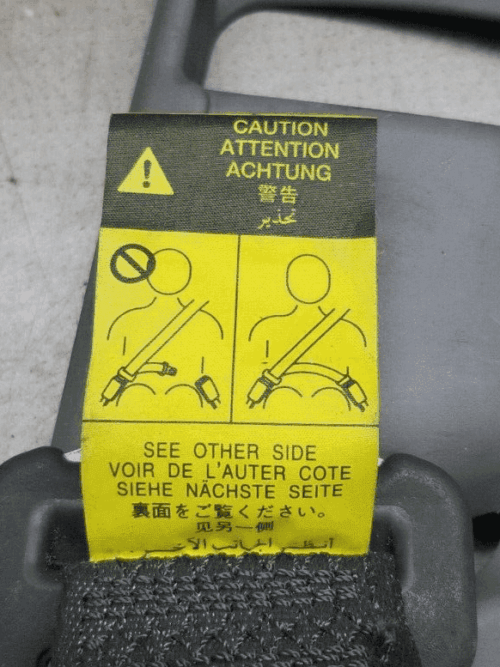 CAUTION
ATTENTION
ACHTUNG
警告
تحذير
SEE OTHER SIDE
VOIR DE L'AUTER COTE
SIEHE NÄCHSTE SEITE
裏面をご覧ください。
见另一侧